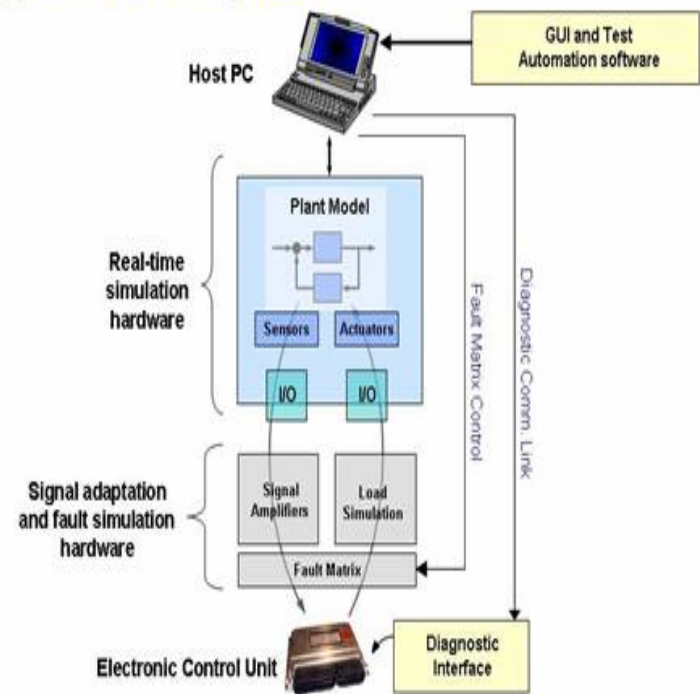 GUI and Test
Automation software
Host PC
Plant Model
Real-time
simulation
hardware
Sensors
Actuators
I/O
I/O
Fault Matrix Control
Diagnostic Comm. Link
Signal adaptation
and fault simulation
hardware
Signal
Amplifiers
Load
Simulation
Fault Matrix
Electronic Control Unit
Diagnostic
Interface